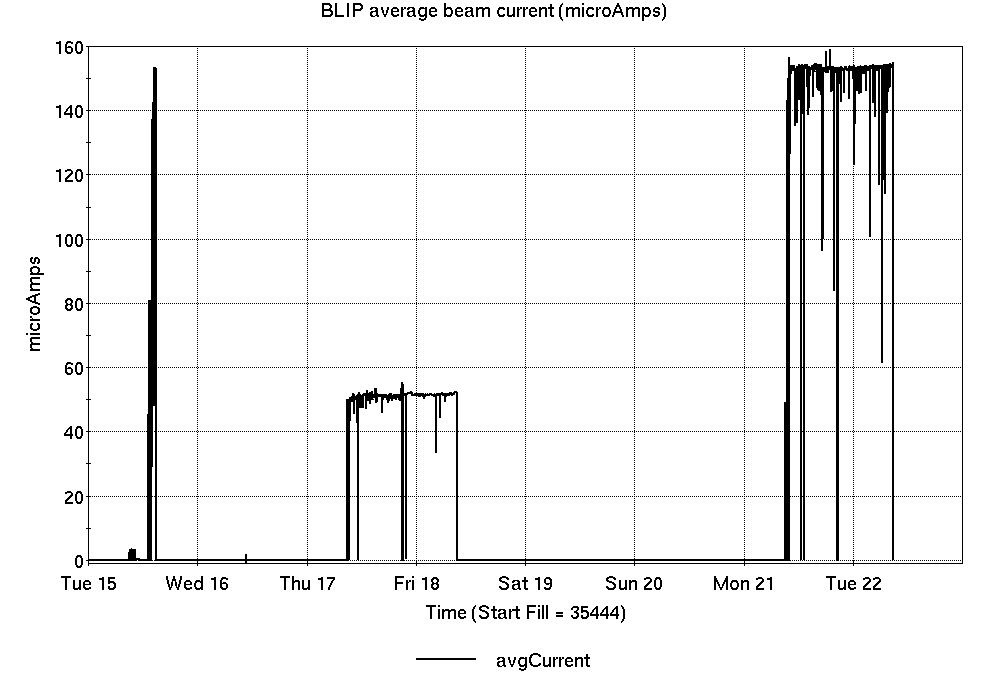 BLIP average beam current (microAmps)
160
140
120
100
80
60
40
20
0
microAmps
Tue 15 Wed 16 Thu 17 Fri 18 Sat 19 Sun 20 Mon 21 Tue 22
Time (Start Fill = 35444)
avgCurrent